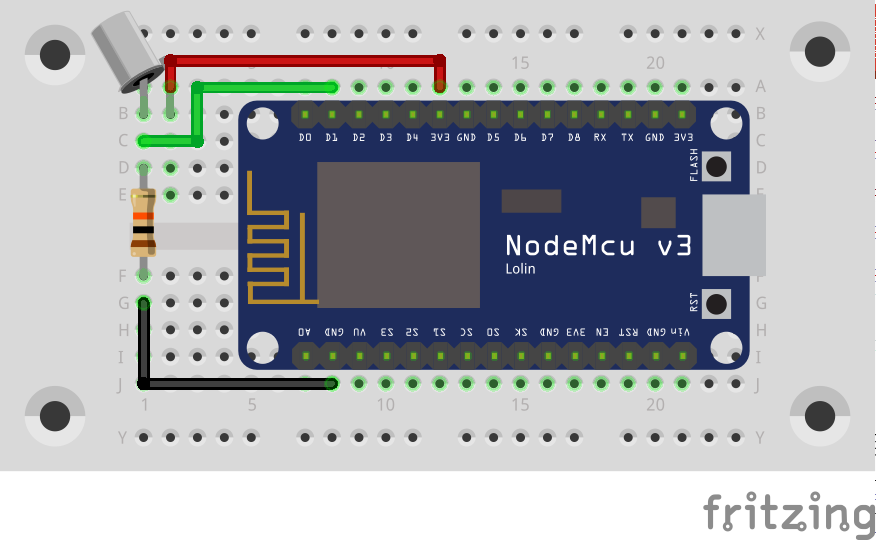 X
15 20
A
B B
D0 D1 D2 D3 D4 3V3 GND D5 D6 D7 D8 RX TX GND 3V3
C C
FLASH
D D
E E
NodeMcu v3
Lolin
F F
RST
G G
A0 GND VU S3 S2 S1 SC S0 SK GND 3V3 EN RST GND Vin
H H
I I
J J
1 5 10 15 20
Y Y
fritzing